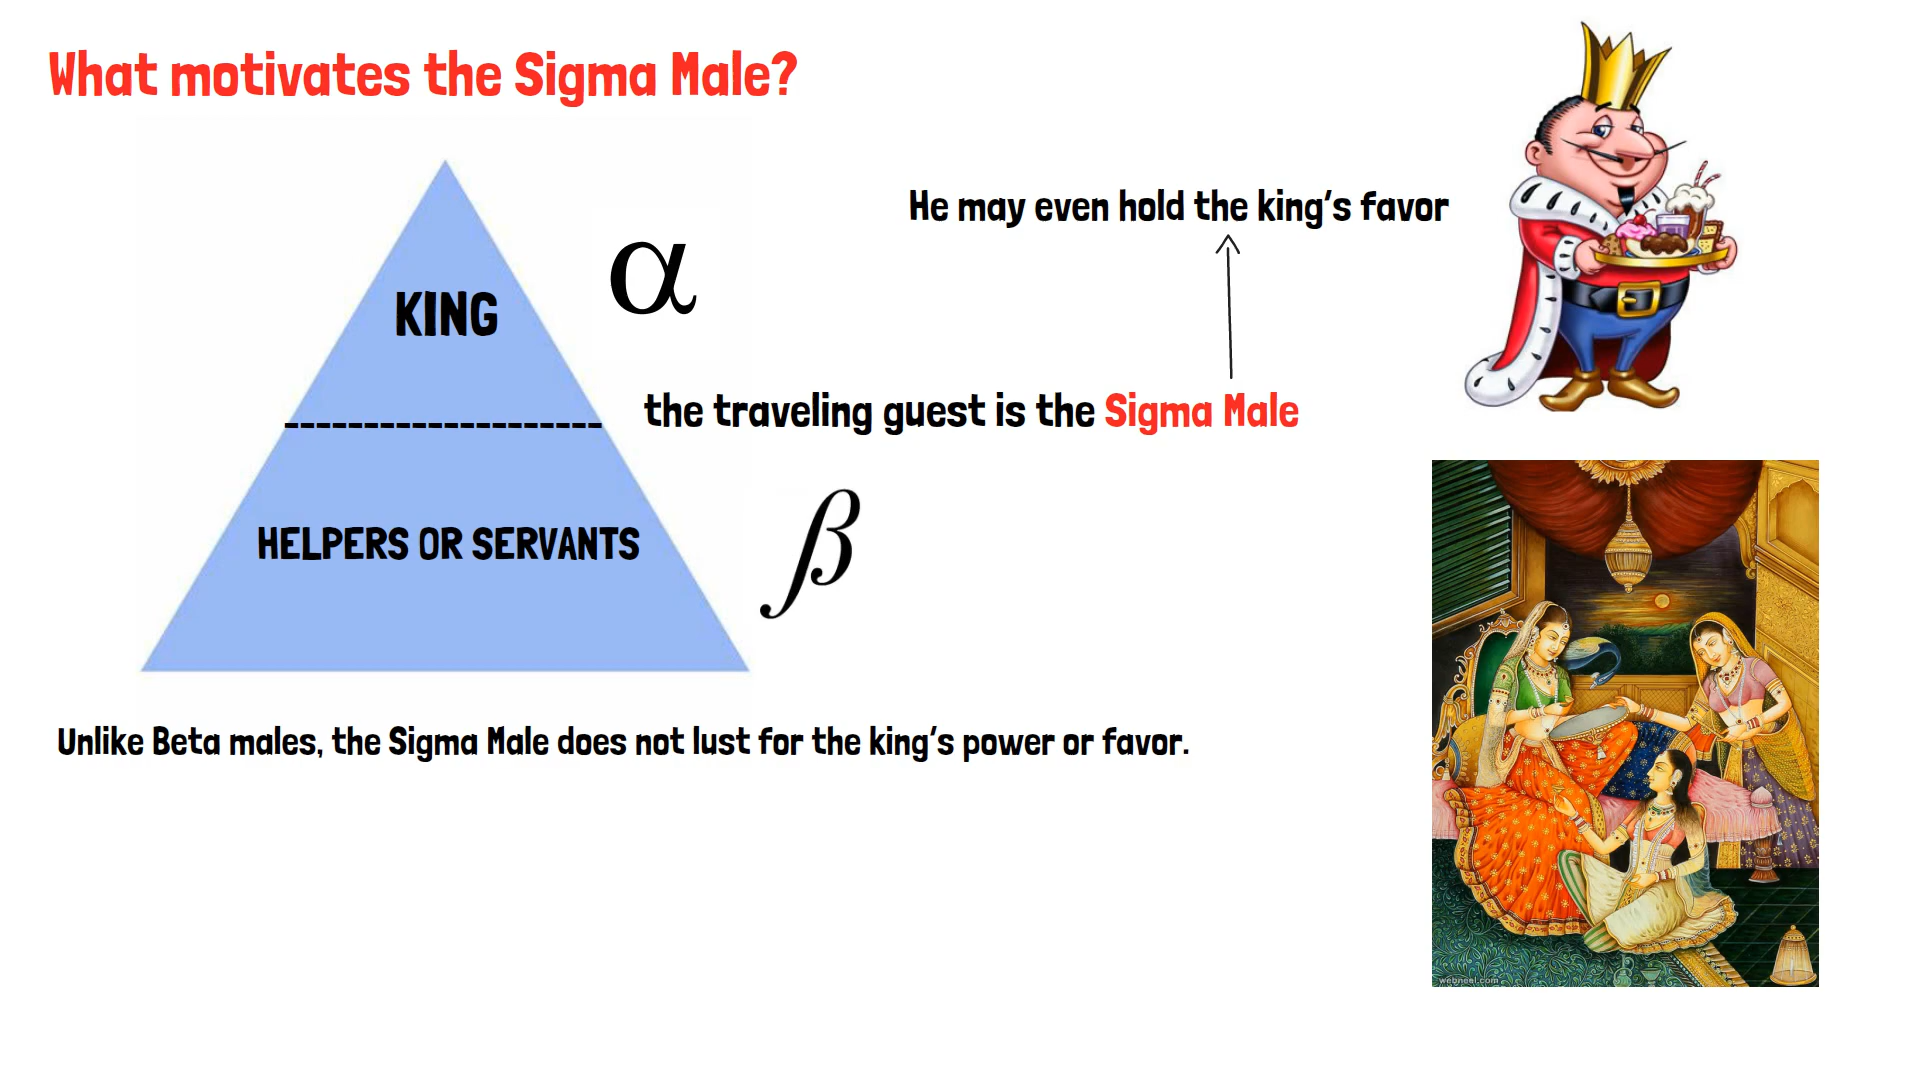 What motivates the Sigma Male?
He may even hold the king's favor
α
KING
the traveling guest is the Sigma Male
β
HELPERS OR SERVANTS
Unlike Beta males, the Sigma Male does not lust for the king's power or favor.
webneel.com